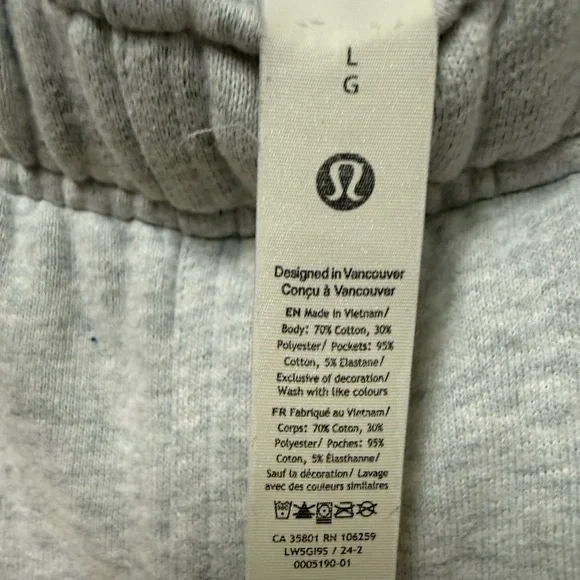 L
G
Designed in Vancouver
Conçu à Vancouver
EN Made in Vietnam/
Body: 70% Cotton, 30%
Polyester/ Pockets: 95%
Cotton, 5% Elastane/
Exclusive of decoration/
Wash with like colours
FR Fabriqué au Vietnam/
Corps: 70% Coton, 30%
Polyester/ Poches: 95%
Coton, 5% Élasthanne/
Sauf la décoration/ Lavage
avec des couleurs similaires
CA 35801 RN 106259
LW5GI9S / 24-2
0005190-01